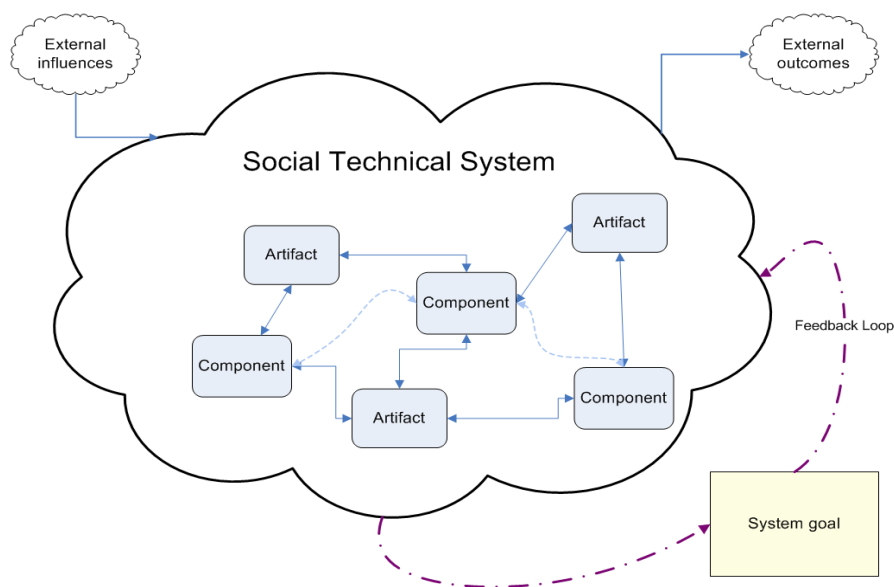 External
influences
External
outcomes
Social Technical System
Artifact
Artifact
Component
Component
Artifact
Component
Feedback Loop
System goal